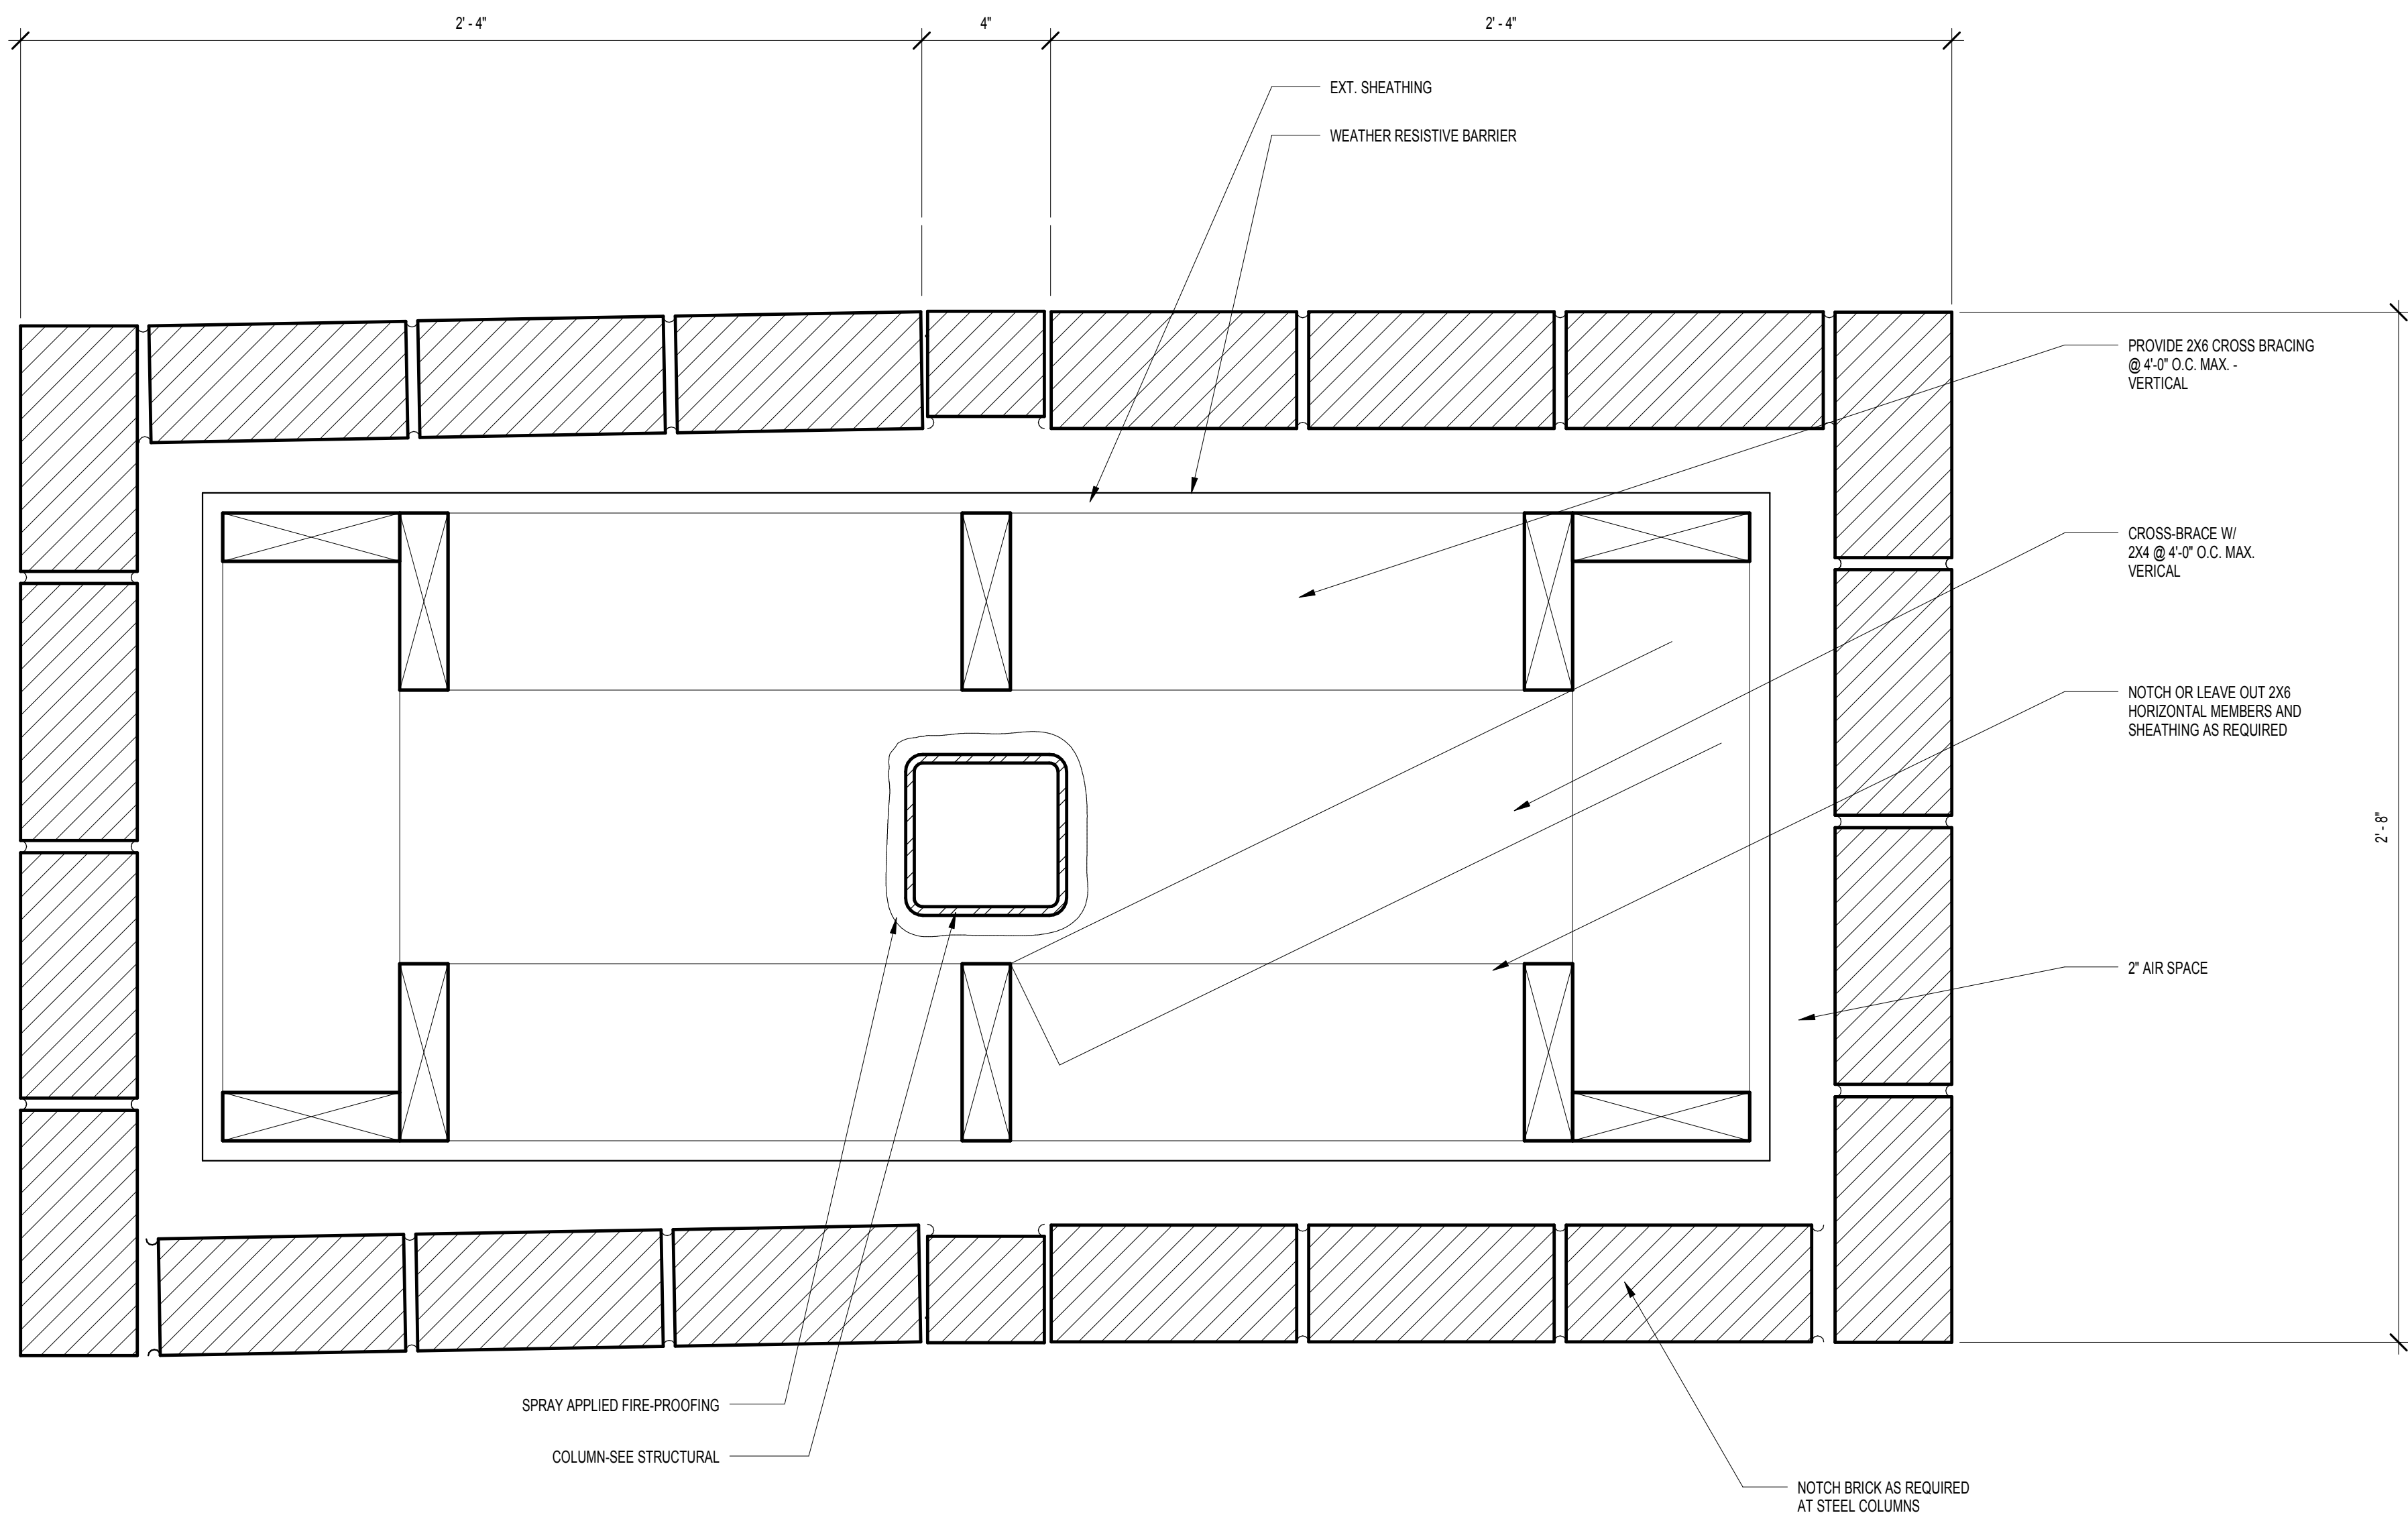 2' - 4"
4"
2' - 4"
EXT. SHEATHING
WEATHER RESISTIVE BARRIER
PROVIDE 2X6 CROSS BRACING
@ 4'-0" O.C. MAX. -
VERTICAL
CROSS-BRACE W/
2X4 @ 4'-0" O.C. MAX.
VERICAL
NOTCH OR LEAVE OUT 2X6
HORIZONTAL MEMBERS AND
SHEATHING AS REQUIRED
2' - 8"
2" AIR SPACE
SPRAY APPLIED FIRE-PROOFING
COLUMN-SEE STRUCTURAL
NOTCH BRICK AS REQUIRED
AT STEEL COLUMNS